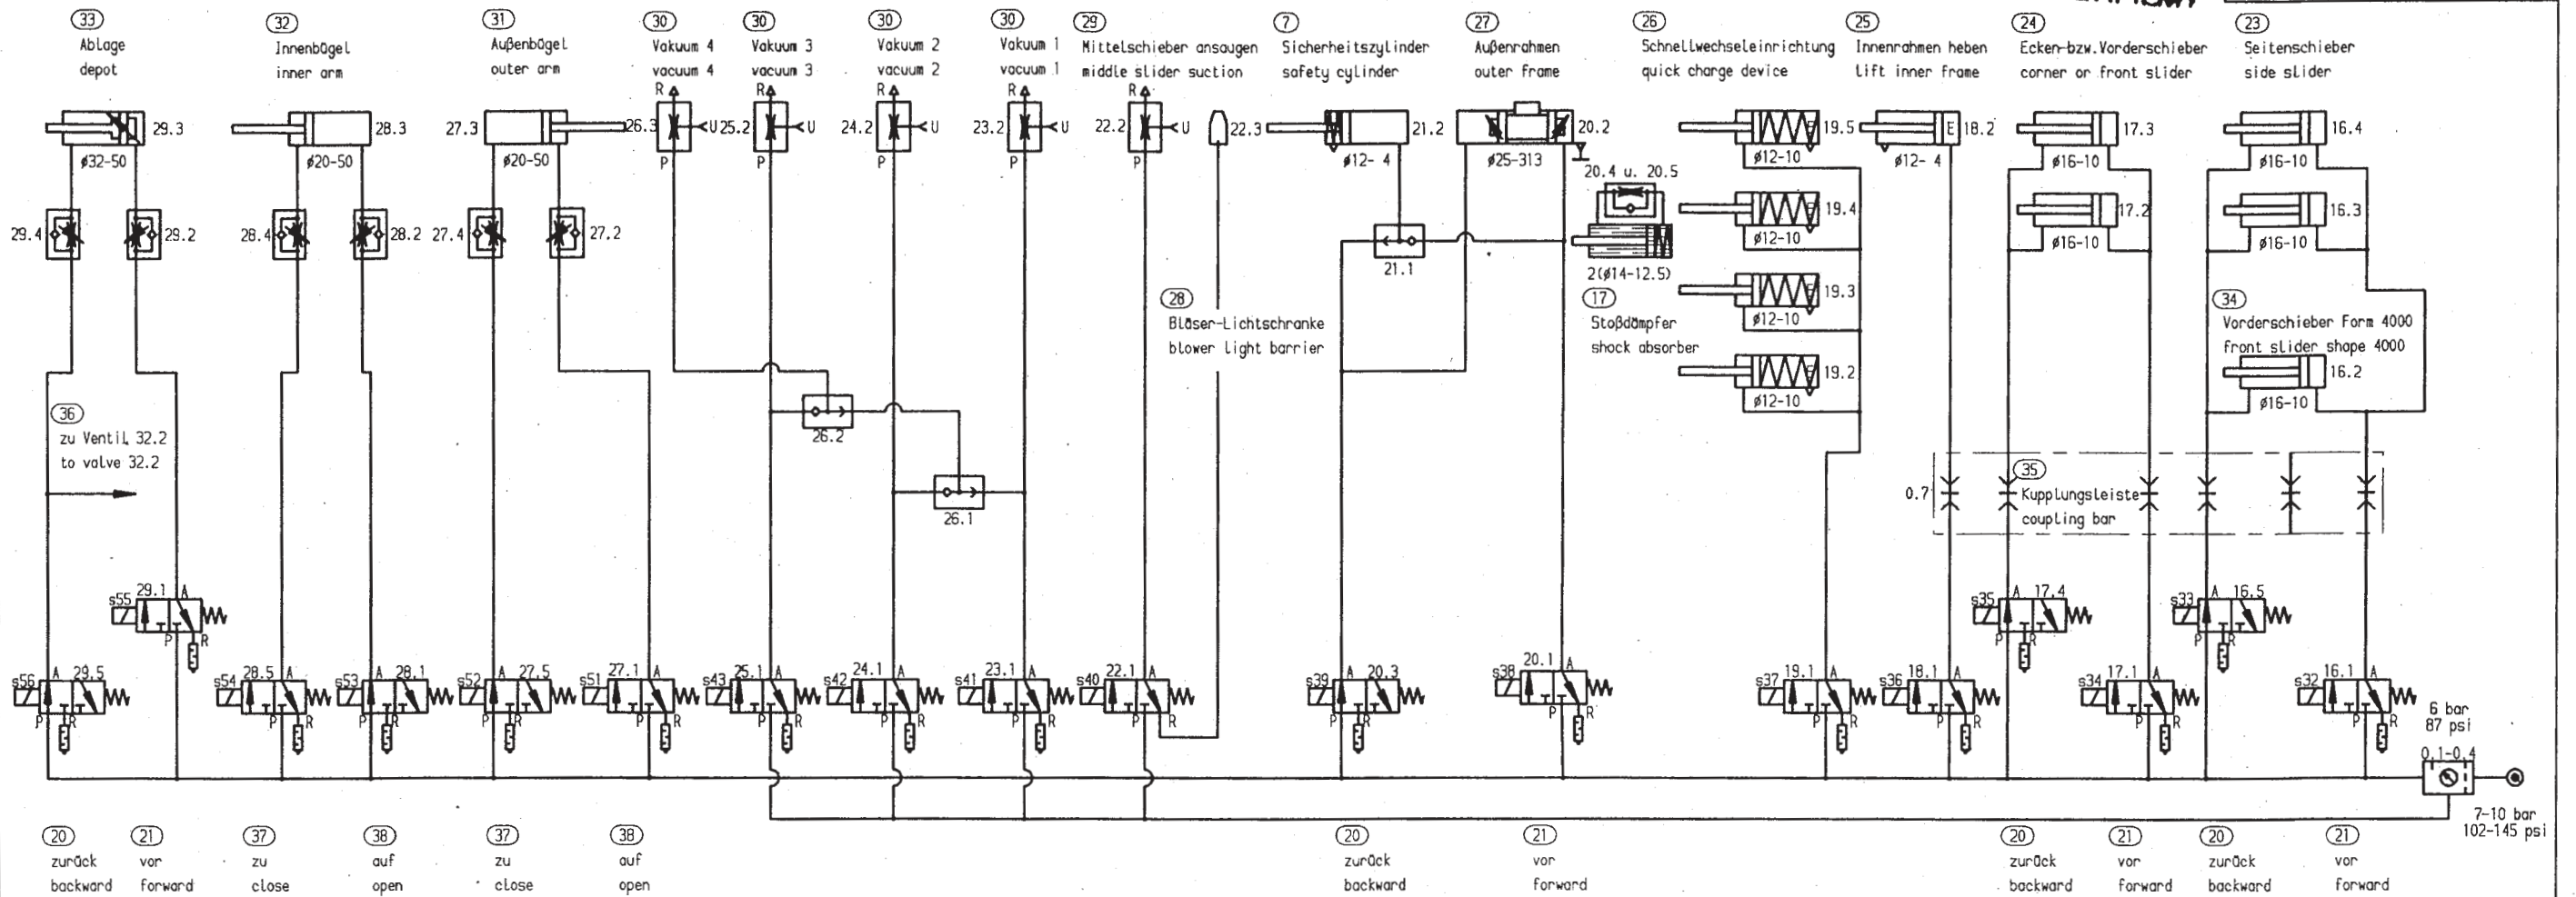 33
Ablage
depot
32
Innenbügel
inner arm
31
Außenbügel
outer arm
30
Vakuum 4
vacuum 4
30
Vakuum 3
vacuum 3
30
Vakuum 2
vacuum 2
30
Vakuum 1
vacuum 1
29
Mittelschieber ansaugen
middle slider suction
7
Sicherheitszylinder
safety cylinder
27
Außenrahmen
outer frame
26
Schnellwechseleinrichtung
quick charge device
25
Innenrahmen heben
lift inner frame
24
Ecken-bzw.Vorderschieber
corner or front slider
23
Seitenschieber
side slider
29.3
ø32-50
28.3
ø20-50
27.3
ø20-50
R
26.3
U
P
R
25.2
U
P
R
24.2
U
P
R
23.2
U
P
R
22.2
U
P
22.3
21.2
ø12- 4
20.2
ø25-313
19.5
ø12-10
E
18.2
ø12- 4
17.3
ø16-10
16.4
ø16-10
29.4
29.2
28.4
28.2
27.4
27.2
21.1
20.4 u. 20.5
2(ø14-12.5)
17
Stoßdämpfer
shock absorber
19.4
ø12-10
19.3
ø12-10
19.2
ø12-10
17.2
ø16-10
16.3
ø16-10
28
Bläser-Lichtschranke
blower light barrier
34
Vorderschieber Form 4000
front slider shape 4000
16.2
ø16-10
36
zu Ventil 32.2
to valve 32.2
26.2
26.1
0.7
35
Kupplungsleiste
coupling bar
s55
29.1
A
P
R
s56
A
29.5
P
R
s54
28.5
A
P
R
s53
A
28.1
P
R
s52
A
27.5
P
R
s51
27.1
A
P
R
s43
25.1
A
P
R
s42
24.1
A
P
R
s41
23.1
A
P
R
s40
22.1
A
P
R
s39
A
20.3
P
R
s38
20.1
A
P
R
s37
19.1
A
P
R
s36
18.1
A
P
R
s35
A
17.4
P
R
s34
17.1
A
P
R
s33
A
16.5
P
R
s32
16.1
A
P
R
6 bar
87 psi
0.1-0.4
7-10 bar
102-145 psi
20
zurück
backward
21
vor
forward
37
zu
close
38
auf
open
37
zu
close
38
auf
open
20
zurück
backward
21
vor
forward
20
zurück
backward
21
vor
forward
20
zurück
backward
21
vor
forward